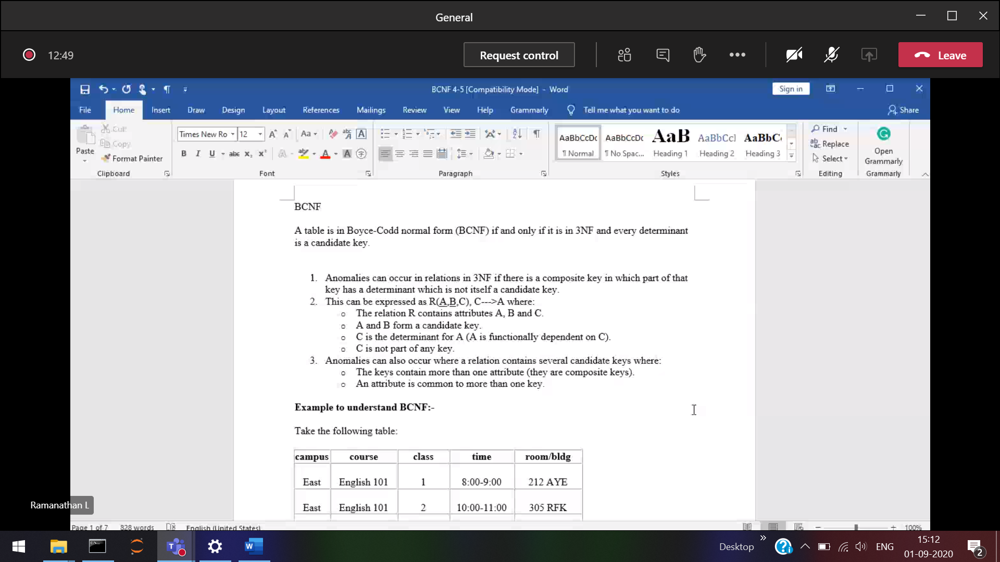 General
12:49
Request control
Leave
BCNF 4-5 [Compatibility Mode] - Word
Sign in
File Home Insert Draw Design Layout References Mailings Review View Help Grammarly Tell me what you want to do Share
Paste
Cut
Copy
Format Painter
Clipboard
Times New Ro 12
Font
Paragraph
AaBbCcDc AaBbCcDc AaB AaBbCcI AaBbC
¶ Normal ¶ No Spac... Heading 1 Heading 2 Heading 3
Styles
Find
Replace
Select
Editing
Open
Grammarly
Grammarly
BCNF
A table is in Boyce-Codd normal form (BCNF) if and only if it is in 3NF and every determinant
is a candidate key.
1. Anomalies can occur in relations in 3NF if there is a composite key in which part of that
key has a determinant which is not itself a candidate key.
2. This can be expressed as R(A,B,C), C--->A where:
o The relation R contains attributes A, B and C.
o A and B form a candidate key.
o C is the determinant for A (A is functionally dependent on C).
o C is not part of any key.
3. Anomalies can also occur where a relation contains several candidate keys where:
o The keys contain more than one attribute (they are composite keys).
o An attribute is common to more than one key.
Example to understand BCNF:-
Take the following table:
campus course class time room/bldg
East English 101 1 8:00-9:00 212 AYE
East English 101 2 10:00-11:00 305 RFK
Ramanathan L
Page 1 of 7 828 words English (United States) 100%
Desktop ENG 15:12
01-09-2020
2